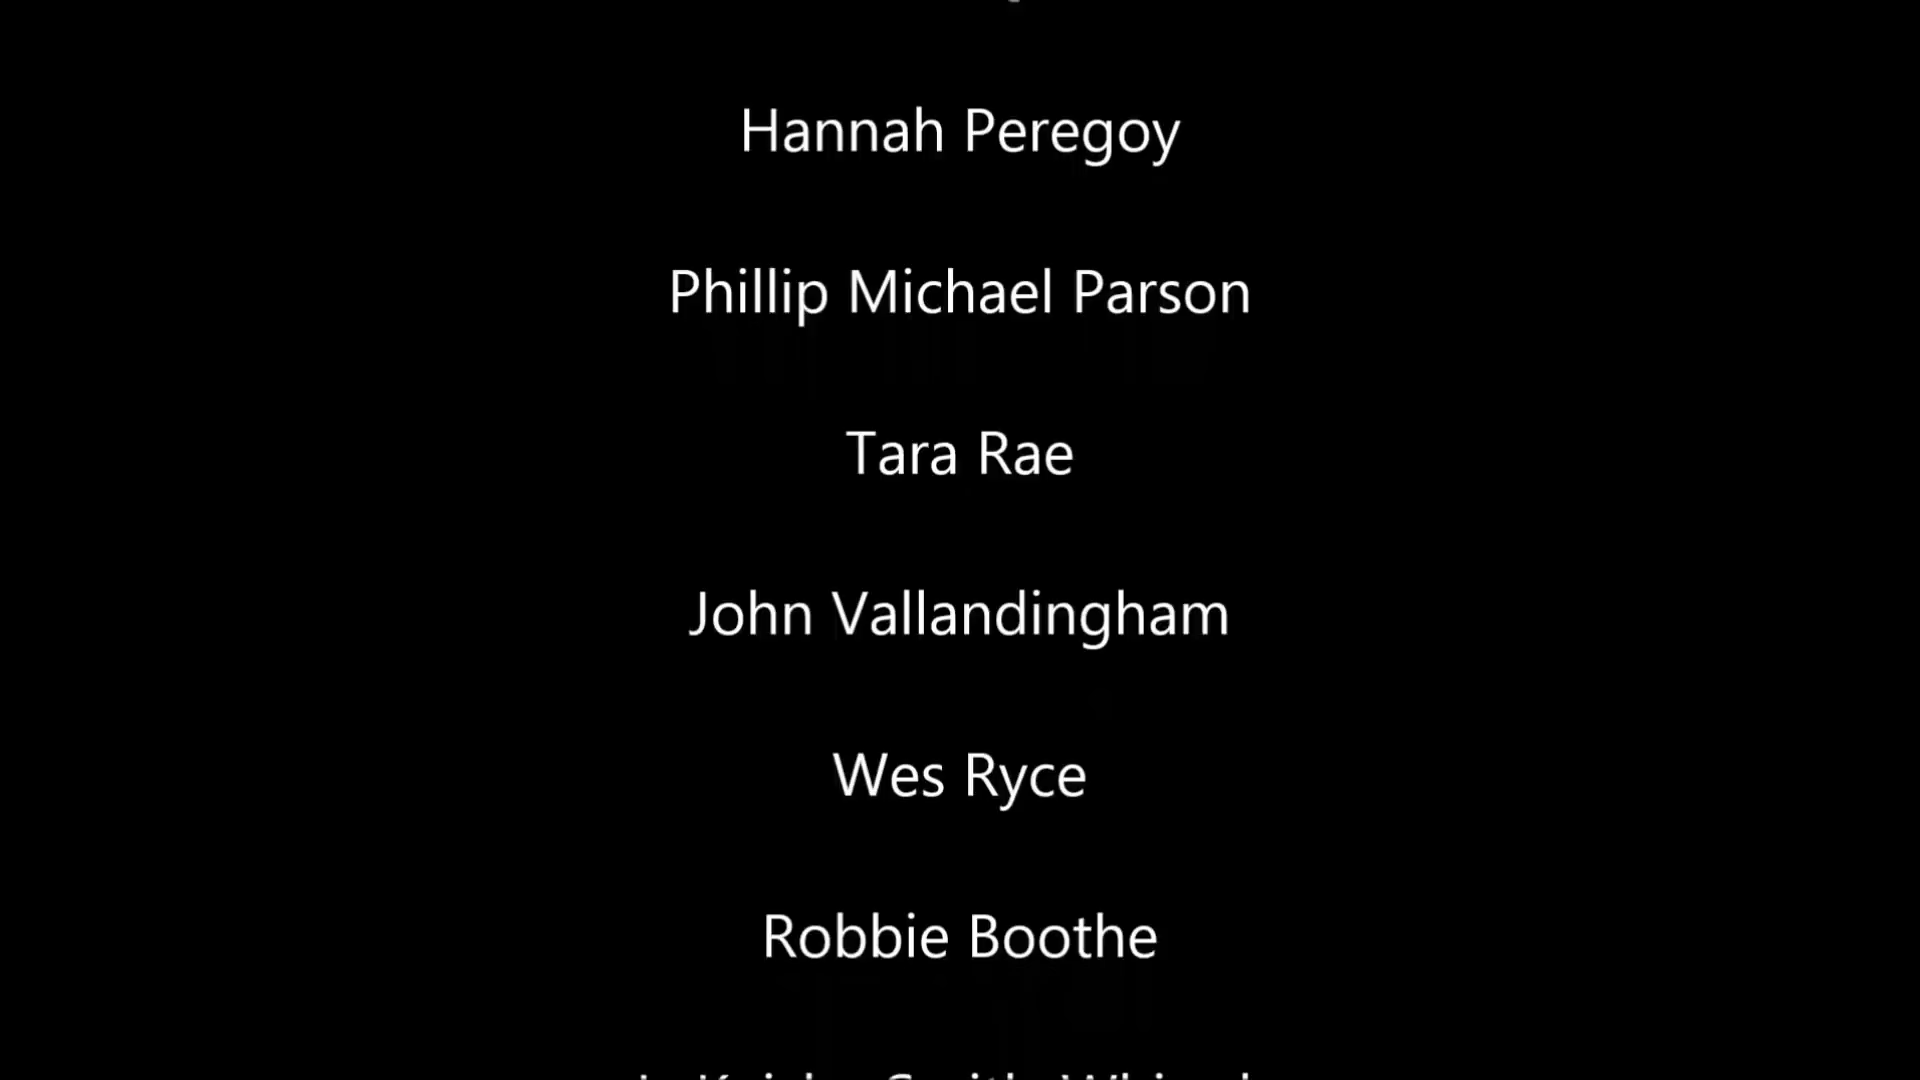 Hannah Peregoy
Phillip Michael Parson
Tara Rae
John Vallandingham
Wes Ryce
Robbie Boothe